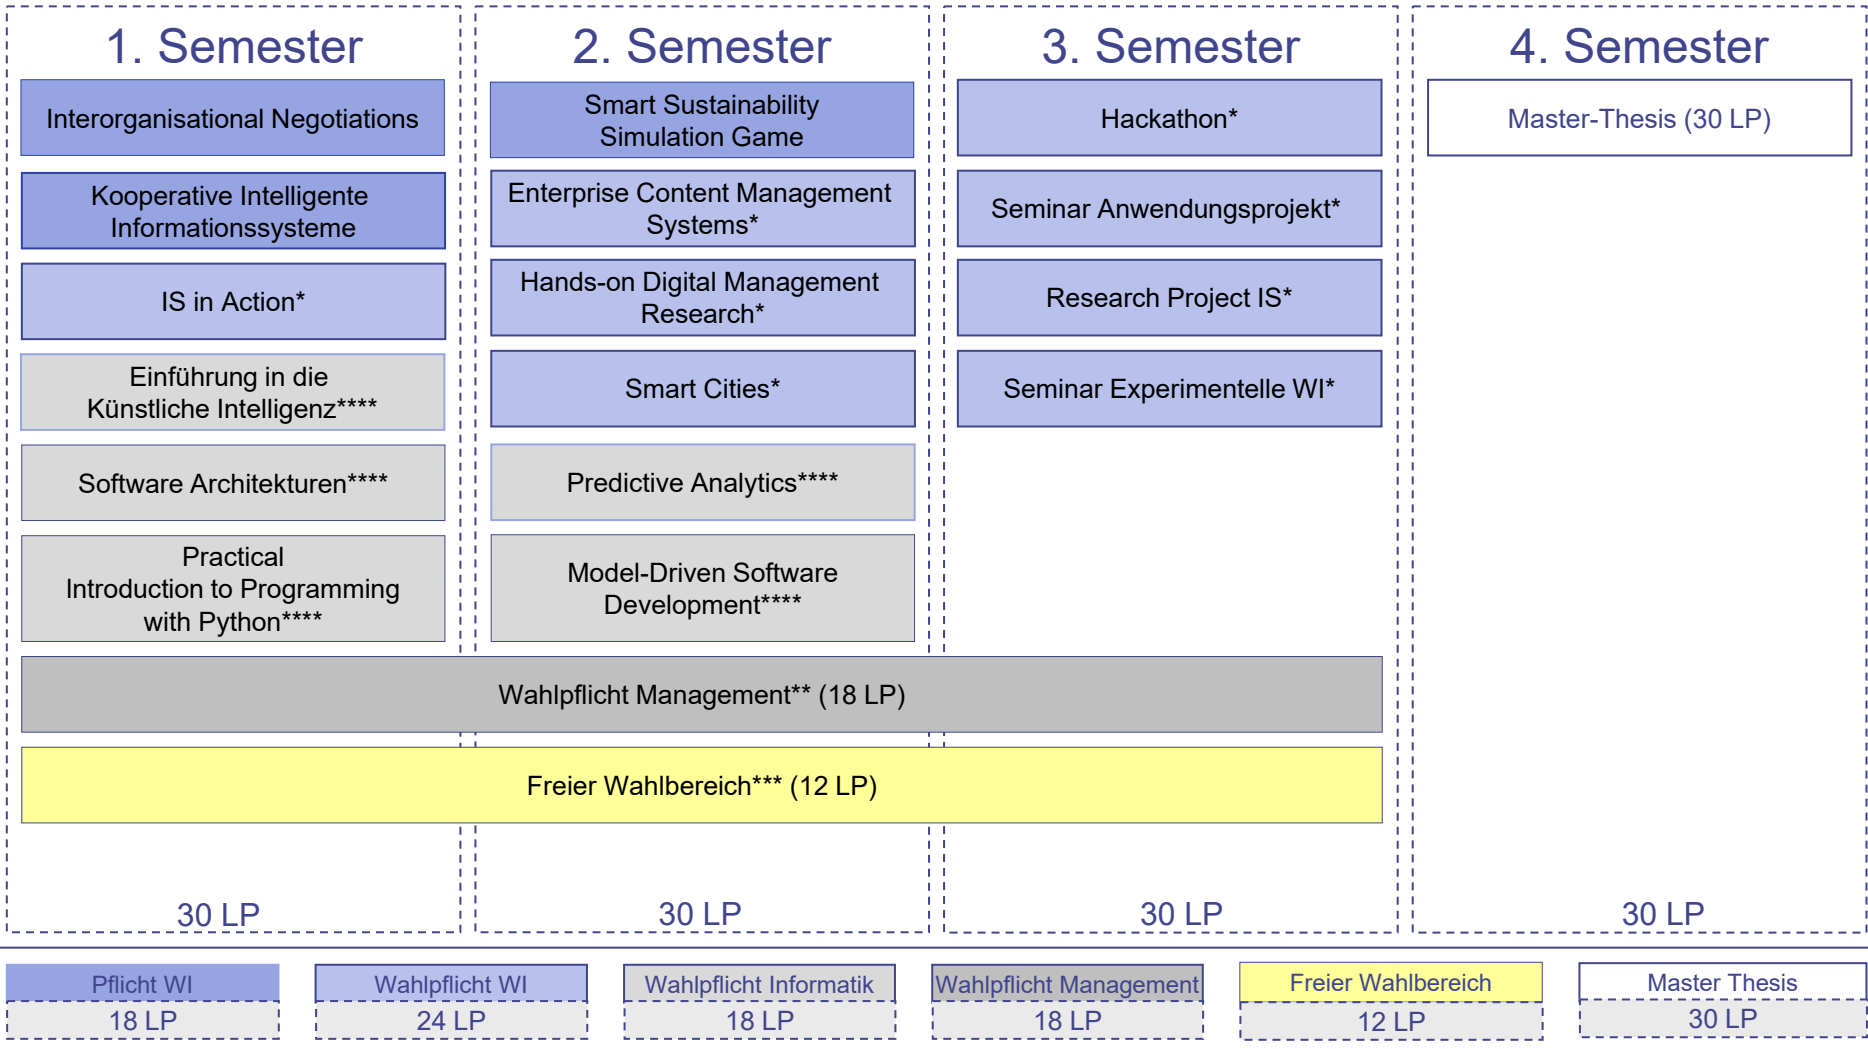 1. Semester
Interorganisational Negotiations
Kooperative Intelligente
Informationssysteme
IS in Action*
Einführung in die
Künstliche Intelligenz****
Software Architekturen****
Practical
Introduction to Programming
with Python****
2. Semester
Smart Sustainability
Simulation Game
Enterprise Content Management
Systems*
Hands-on Digital Management
Research*
Smart Cities*
Predictive Analytics****
Model-Driven Software
Development****
3. Semester
Hackathon*
Seminar Anwendungsprojekt*
Research Project IS*
Seminar Experimentelle WI*
4. Semester
Master-Thesis (30 LP)
Wahlpflicht Management** (18 LP)
Freier Wahlbereich*** (12 LP)
30 LP
30 LP
30 LP
30 LP
Pflicht WI
18 LP
Wahlpflicht WI
24 LP
Wahlpflicht Informatik
18 LP
Wahlpflicht Management
18 LP
Freier Wahlbereich
12 LP
Master Thesis
30 LP